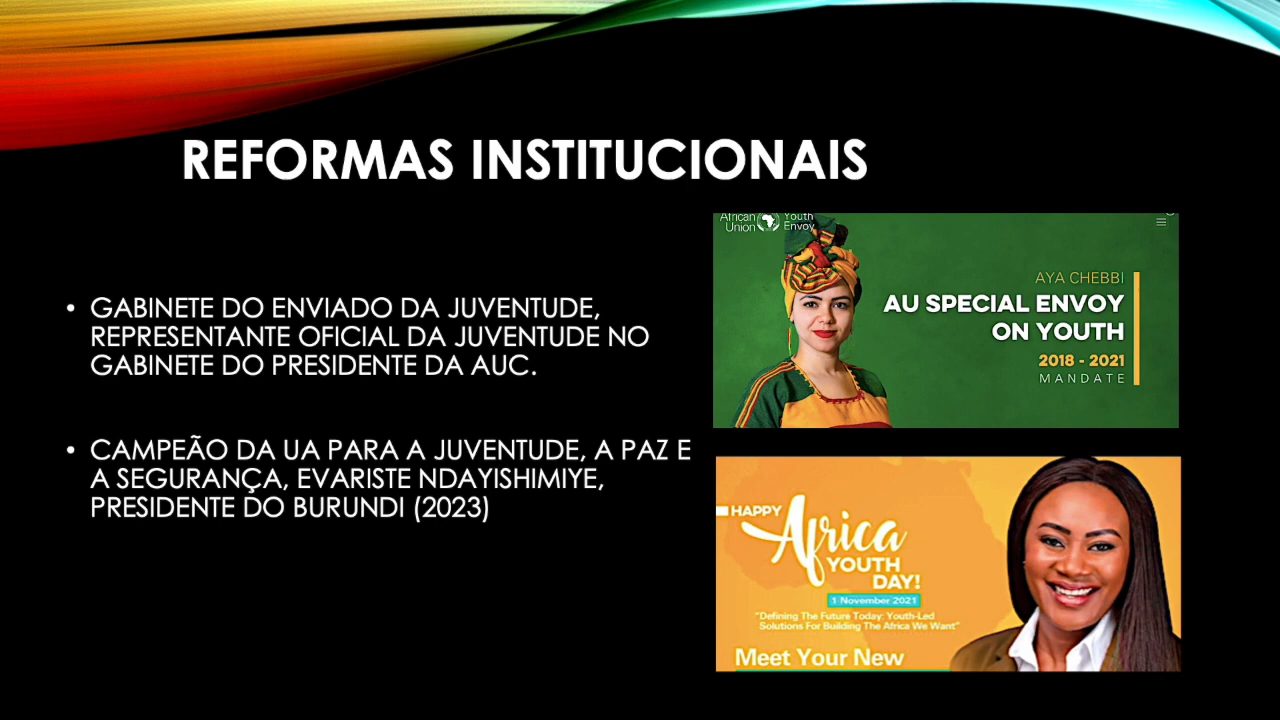 REFORMAS INSTITUCIONAIS
• GABINETE DO ENVIADO DA JUVENTUDE,
REPRESENTANTE OFICIAL DA JUVENTUDE NO
GABINETE DO PRESIDENTE DA AUC.
• CAMPEÃO DA UA PARA A JUVENTUDE, A PAZ E
A SEGURANÇA, EVARISTE NDAYISHIMIYE,
PRESIDENTE DO BURUNDI (2023)
African Youth
Union Envoy
AYA CHEBBI
AU SPECIAL ENVOY
ON YOUTH
2018 - 2021
MANDATE
HAPPY
Africa
YOUTH
DAY!
1 November 2021
"Defining The Future Today: Youth-Led
Solutions For Building The Africa We Want"
Meet Your New